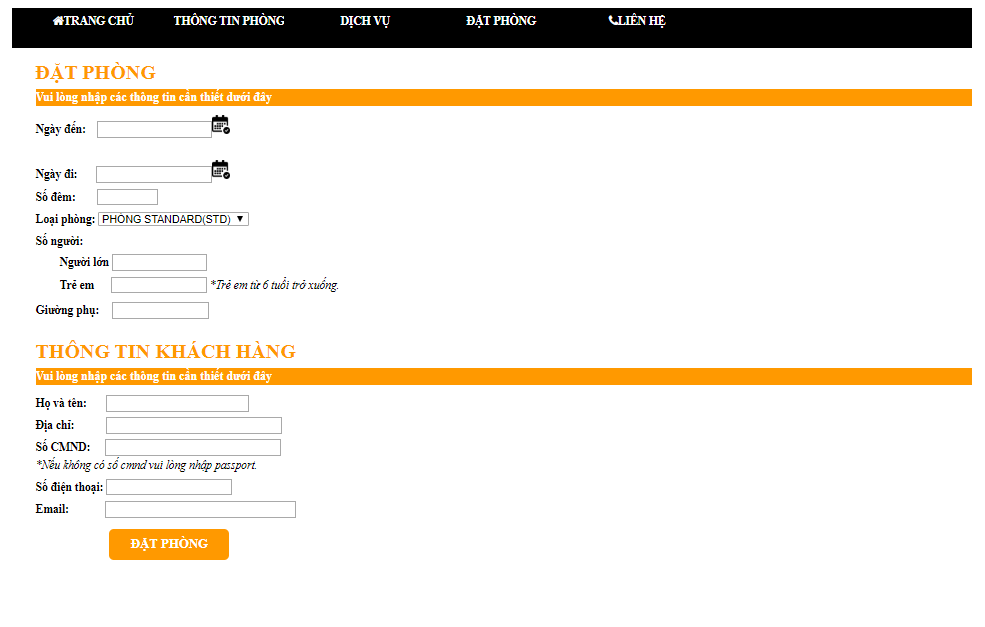 TRANG CHỦ THÔNG TIN PHÒNG DỊCH VỤ ĐẶT PHÒNG LIÊN HỆ
ĐẶT PHÒNG
Vui lòng nhập các thông tin cần thiết dưới đây
Ngày đến:
Ngày đi:
Số đêm:
Loại phòng: PHÒNG STANDARD(STD)
Số người:
Người lớn
Trẻ em *Trẻ em từ 6 tuổi trở xuống.
Giường phụ:
THÔNG TIN KHÁCH HÀNG
Vui lòng nhập các thông tin cần thiết dưới đây
Họ và tên:
Địa chỉ:
Số CMND:
*Nếu không có số cmnd vui lòng nhập passport.
Số điện thoại:
Email:
ĐẶT PHÒNG